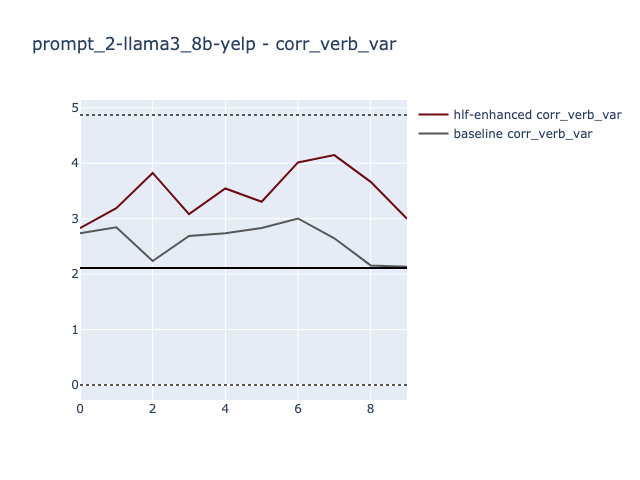 prompt_2-llama3_8b-yelp - corr_verb_var
hlf-enhanced corr_verb_var
baseline corr_verb_var
5
4
3
2
1
0
0 2 4 6 8